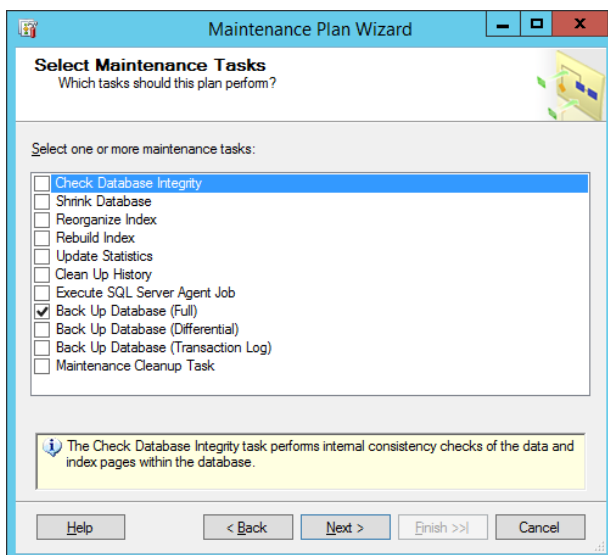 Maintenance Plan Wizard
Select Maintenance Tasks
Which tasks should this plan perform?
Select one or more maintenance tasks:
Check Database Integrity
Shrink Database
Reorganize Index
Rebuild Index
Update Statistics
Clean Up History
Execute SQL Server Agent Job
Back Up Database (Full)
Back Up Database (Differential)
Back Up Database (Transaction Log)
Maintenance Cleanup Task
The Check Database Integrity task performs internal consistency checks of the data and
index pages within the database.
Help < Back Next > Finish >>| Cancel